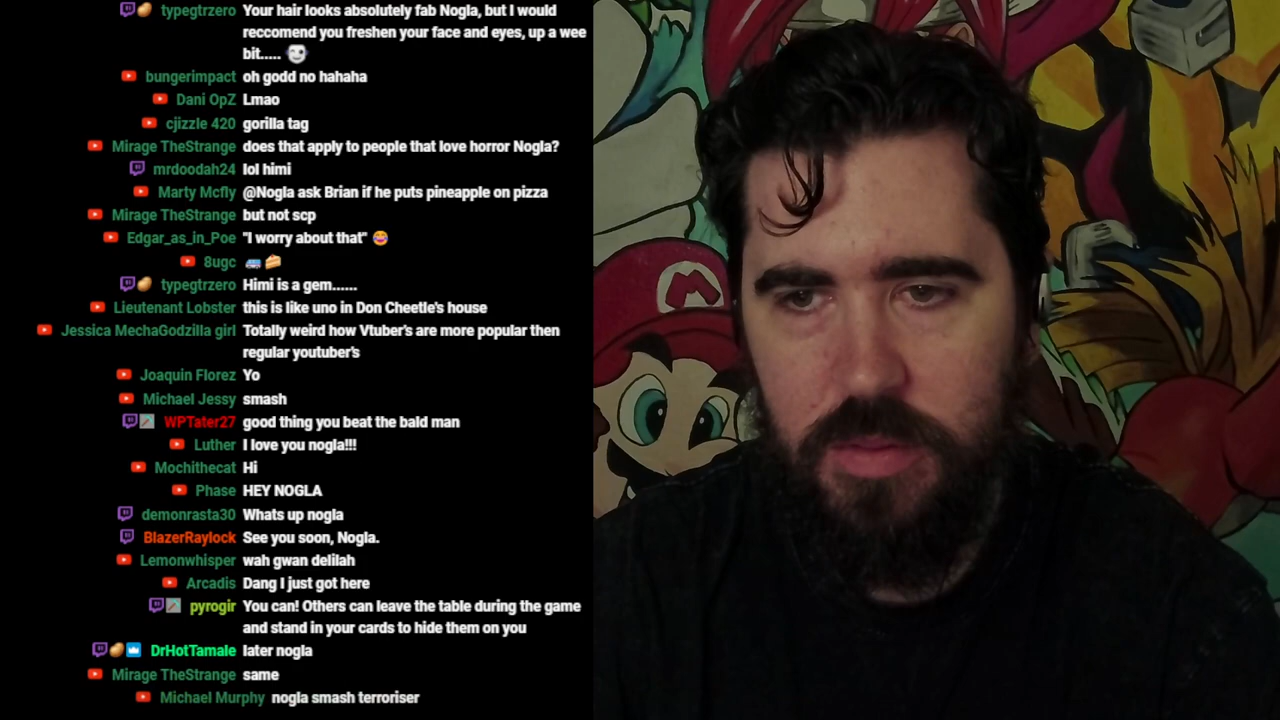 typegtrzero Your hair looks absolutely fab Nogla, but I would
reccomend you freshen your face and eyes, up a wee
bit.....
bungerimpact oh godd no hahaha
Dani OpZ Lmao
cjizzle 420 gorilla tag
Mirage TheStrange does that apply to people that love horror Nogla?
mrdoodah24 lol himi
Marty Mcfly @Nogla ask Brian if he puts pineapple on pizza
Mirage TheStrange but not scp
Edgar_as_in_Poe "I worry about that" 😂
8ugc 🚐 🍰
typegtrzero Himi is a gem......
Lieutenant Lobster this is like uno in Don Cheetle's house
Jessica MechaGodzilla girl Totally weird how Vtuber's are more popular then
regular youtuber's
Joaquin Florez Yo
Michael Jessy smash
WPTater27 good thing you beat the bald man
Luther I love you nogla!!!
Mochithecat Hi
Phase HEY NOGLA
demonrasta30 Whats up nogla
BlazerRaylock See you soon, Nogla.
Lemonwhisper wah gwan delilah
Arcadis Dang I just got here
pyrogir You can! Others can leave the table during the game
and stand in your cards to hide them on you
DrHotTamale later nogla
Mirage TheStrange same
Michael Murphy nogla smash terroriser
M